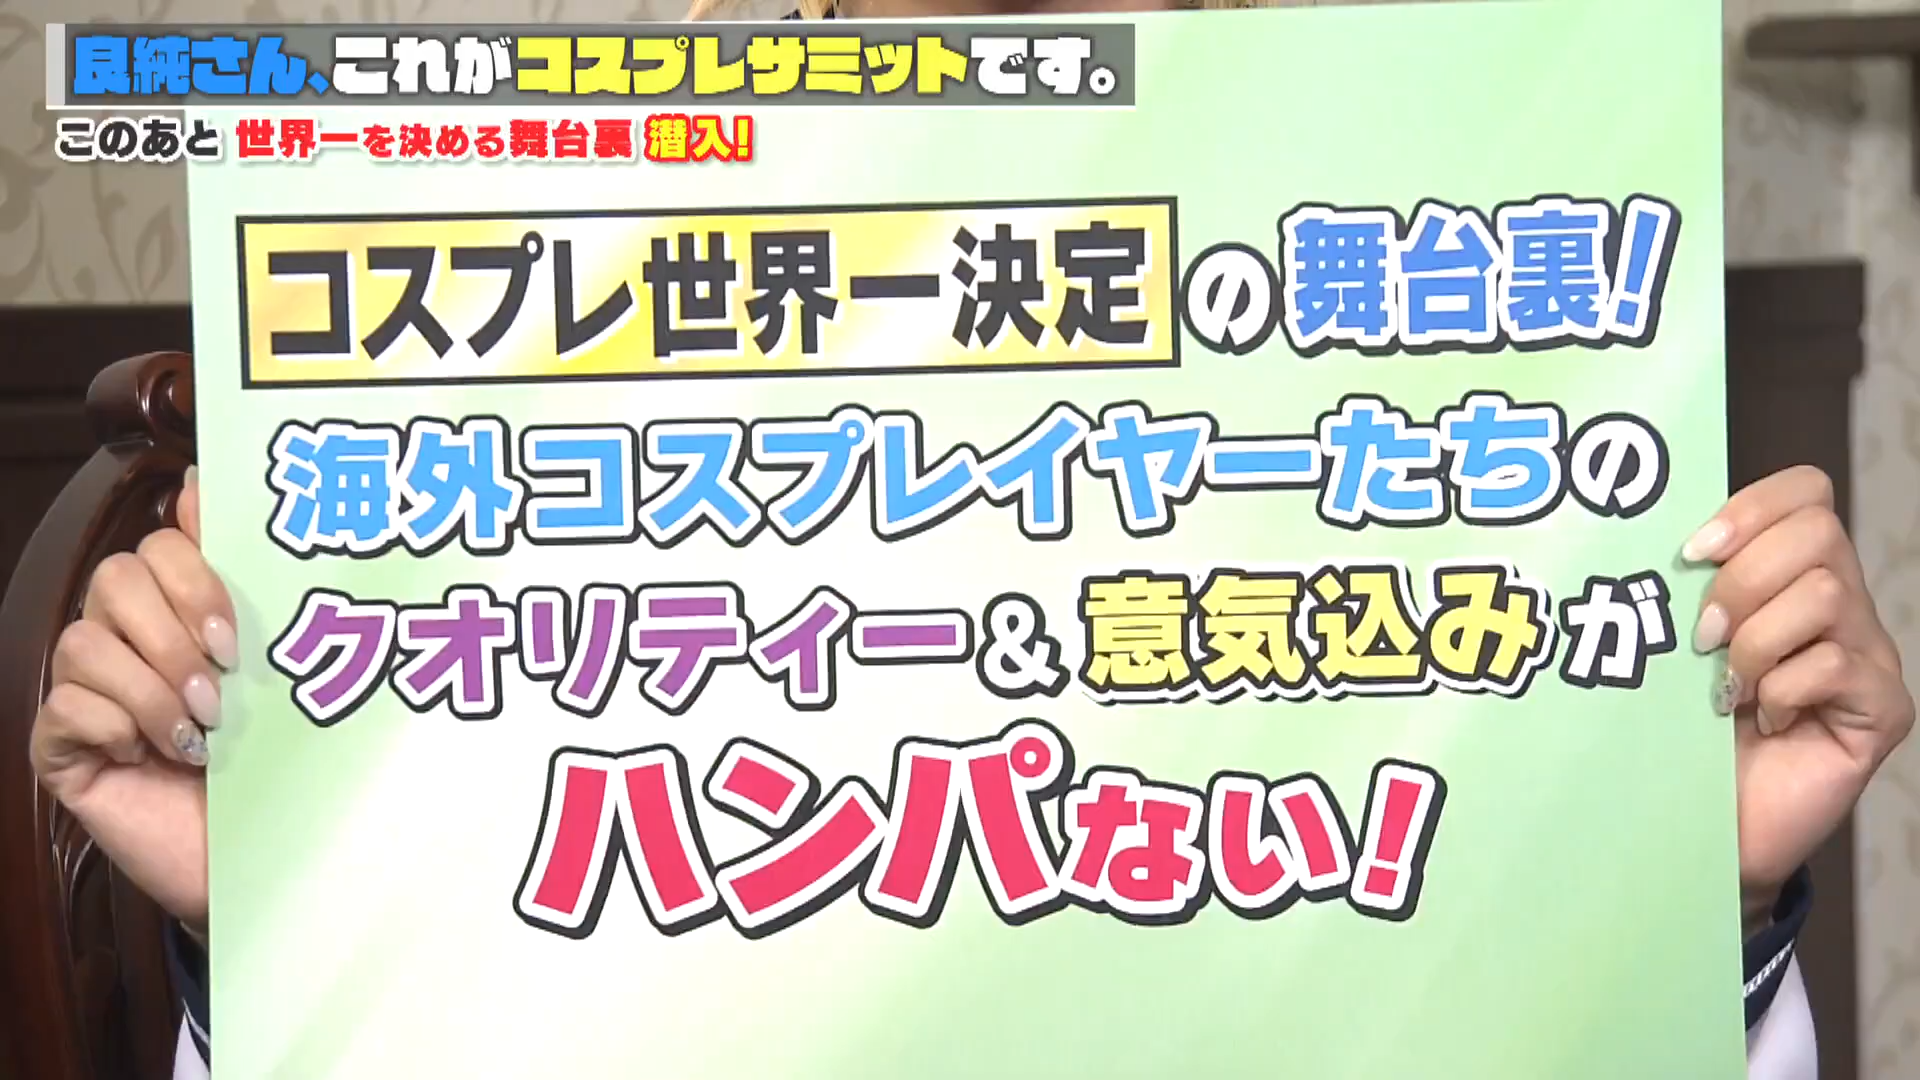 良純さん、これがコスプレサミットです。
このあと 世界一を決める舞台裏 潜入!
コスプレ世界一決定の舞台裏!
海外コスプレイヤーたちの
クオリティー&意気込みが
ハンパない!